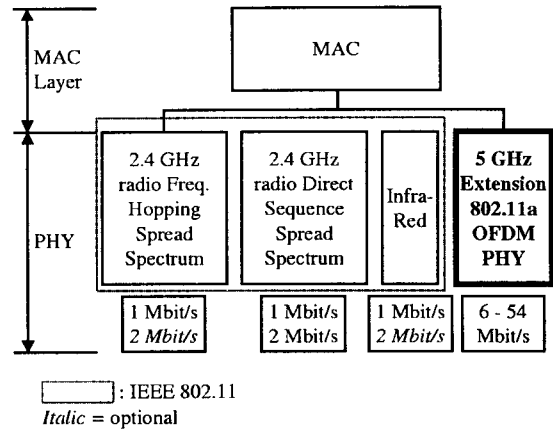 MAC
Layer
MAC
PHY
2.4 GHz
radio Freq.
Hopping
Spread
Spectrum
2.4 GHz
radio Direct
Sequence
Spread
Spectrum
Infra-
Red
5 GHz
Extension
802.11a
OFDM
PHY
1 Mbit/s
2 Mbit/s
1 Mbit/s
2 Mbit/s
1 Mbit/s
2 Mbit/s
6 - 54
Mbit/s
: IEEE 802.11
Italic = optional